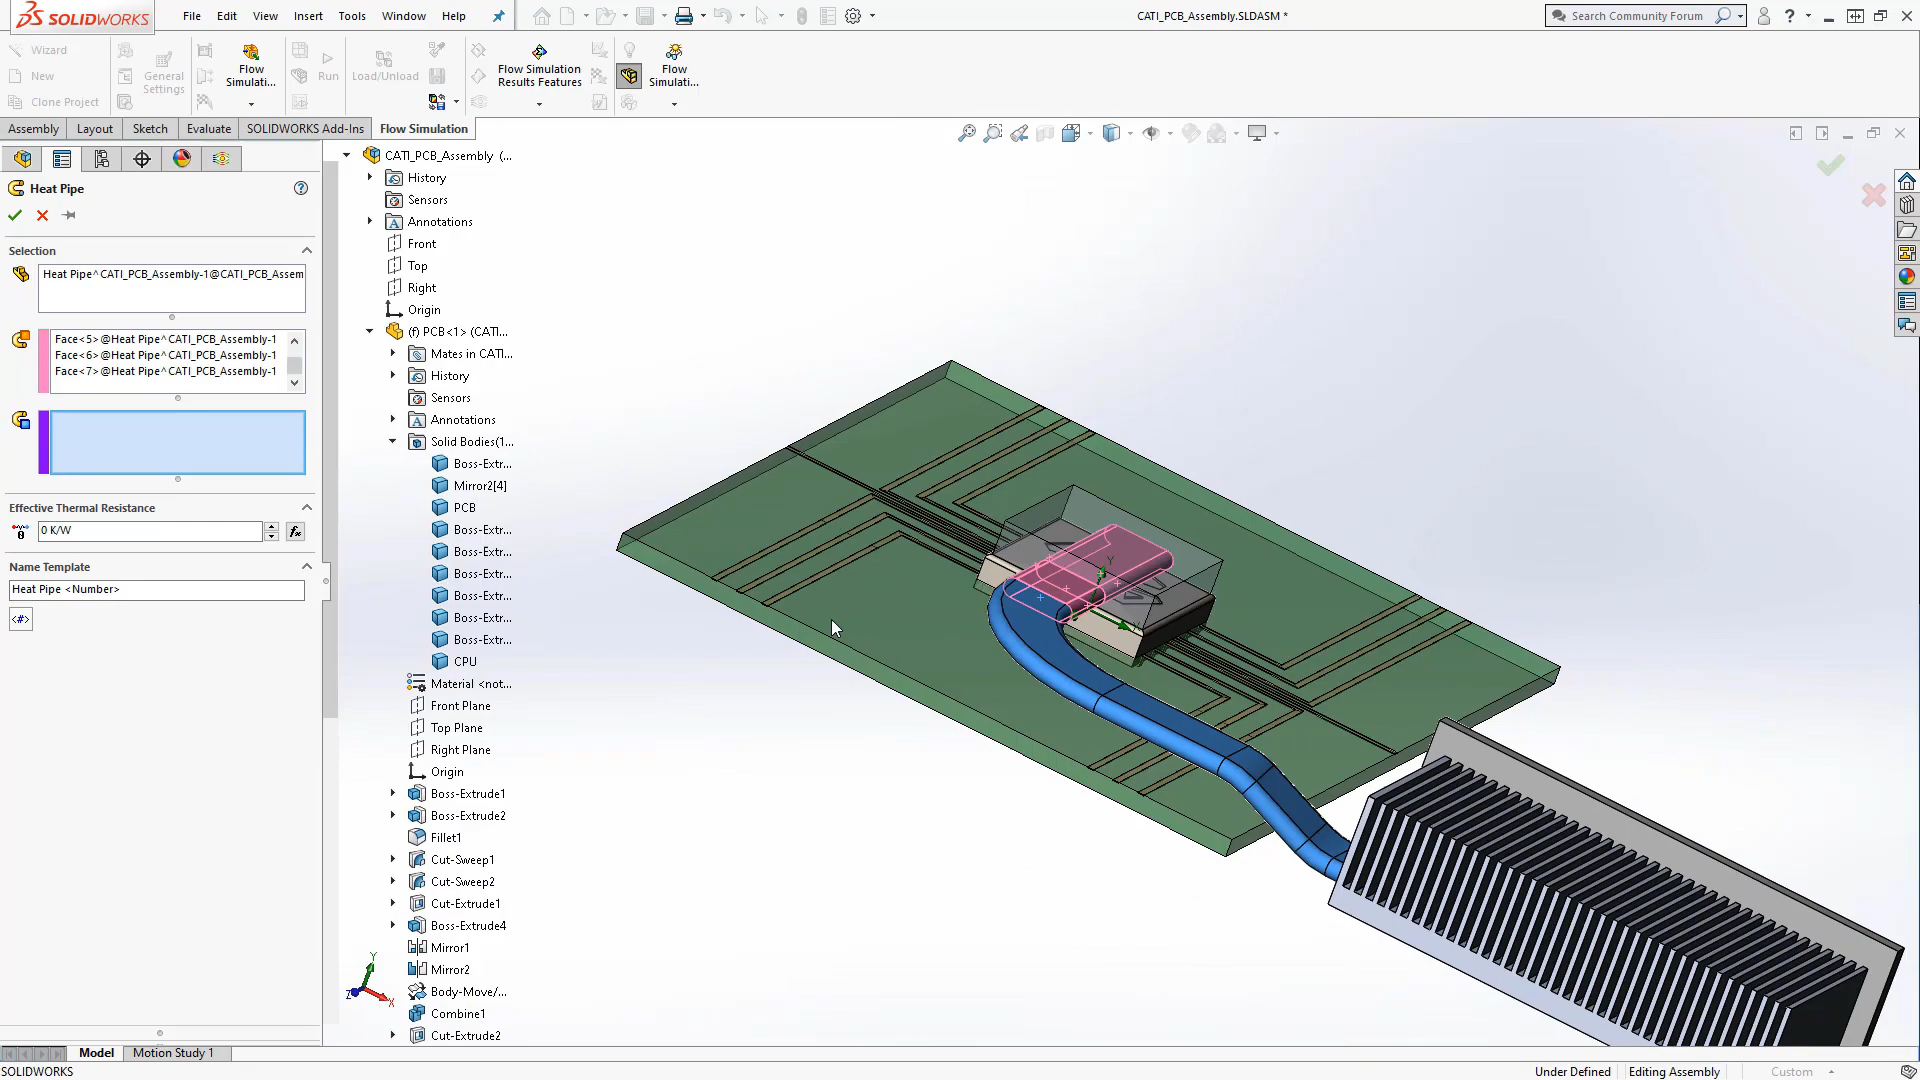 SOLIDWORKS File Edit View Insert Tools Window Help CATI_PCB_Assembly.SLDASM * Search Community Forum ?
Wizard
New
Clone Project
General Settings
Flow Simulati...
Run
Load/Unload
Flow Simulation Results Features
Flow Simulati...
Assembly Layout Sketch Evaluate SOLIDWORKS Add-Ins Flow Simulation
Heat Pipe
Selection
Heat Pipe^CATI_PCB_Assembly-1@CATI_PCB_Assem
Face<5>@Heat Pipe^CATI_PCB_Assembly-1
Face<6>@Heat Pipe^CATI_PCB_Assembly-1
Face<7>@Heat Pipe^CATI_PCB_Assembly-1
Effective Thermal Resistance
0 K/W
Name Template
Heat Pipe <Number>
<#>
CATI_PCB_Assembly (...
History
Sensors
Annotations
Front
Top
Right
Origin
(f) PCB<1> (CATI...
Mates in CATI...
History
Sensors
Annotations
Solid Bodies(1...
Boss-Extr...
Mirror2[4]
PCB
Boss-Extr...
Boss-Extr...
Boss-Extr...
Boss-Extr...
Boss-Extr...
Boss-Extr...
CPU
Material <not...
Front Plane
Top Plane
Right Plane
Origin
Boss-Extrude1
Boss-Extrude2
Fillet1
Cut-Sweep1
Cut-Sweep2
Cut-Extrude1
Boss-Extrude4
Mirror1
Mirror2
Body-Move/...
Combine1
Cut-Extrude2
Y
Z
X
Y
Model Motion Study 1
SOLIDWORKS Under Defined Editing Assembly Custom